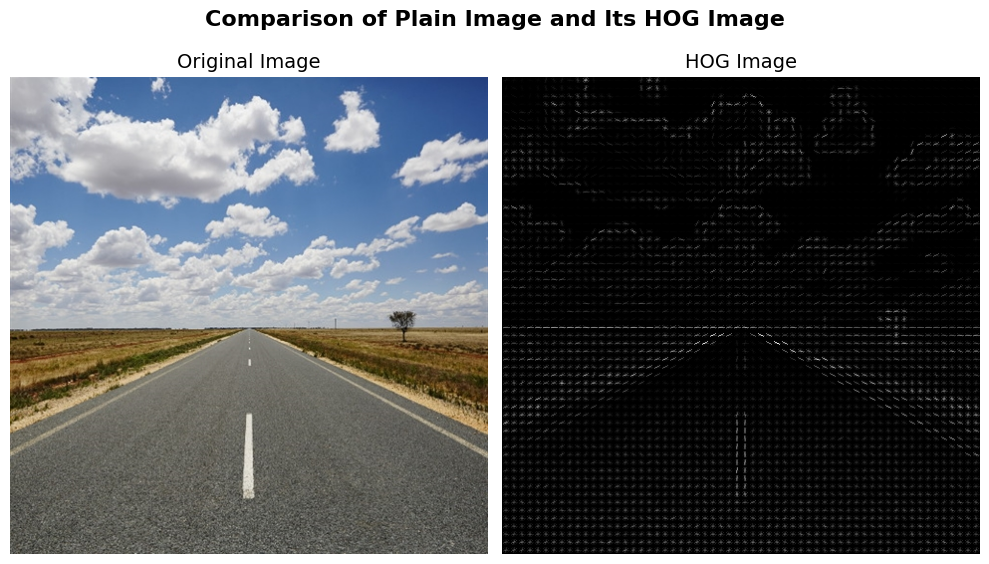 Comparison of Plain Image and Its HOG Image
Original Image
HOG Image